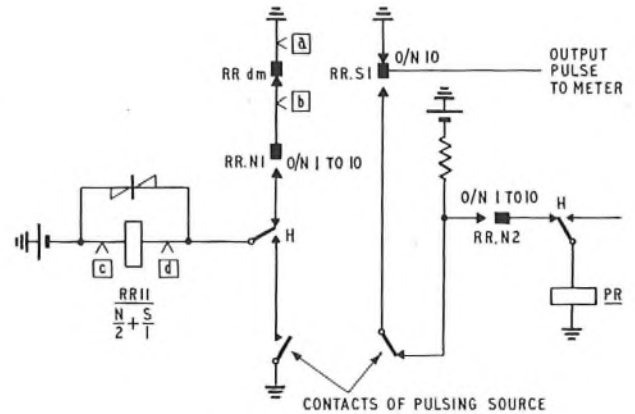 a
RR dm
b
RR.N1
O/N 1 TO 10
H
c
d
RR11
N/2 + S/1
O/N 10
RR.S1
OUTPUT
PULSE
TO METER
O/N 1 TO 10
RR.N2
H
PR
CONTACTS OF PULSING SOURCE